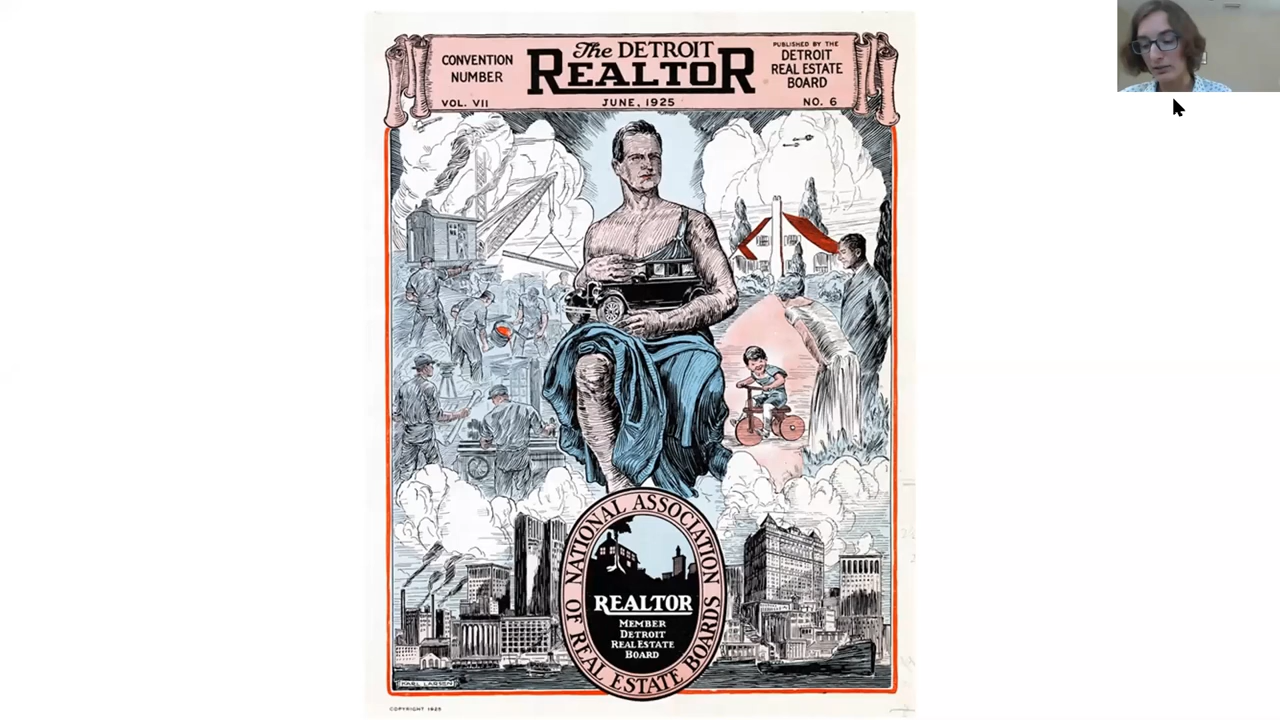 CONVENTION
NUMBER
VOL. VII
The DETROIT
REALTOR
JUNE, 1925
PUBLISHED BY THE
DETROIT
REAL ESTATE
BOARD
NO. 6
NATIONAL ASSOCIATION
OF REAL ESTATE BOARDS
REALTOR
MEMBER
DETROIT
REAL ESTATE
BOARD
KARL LARSEN
COPYRIGHT 1925